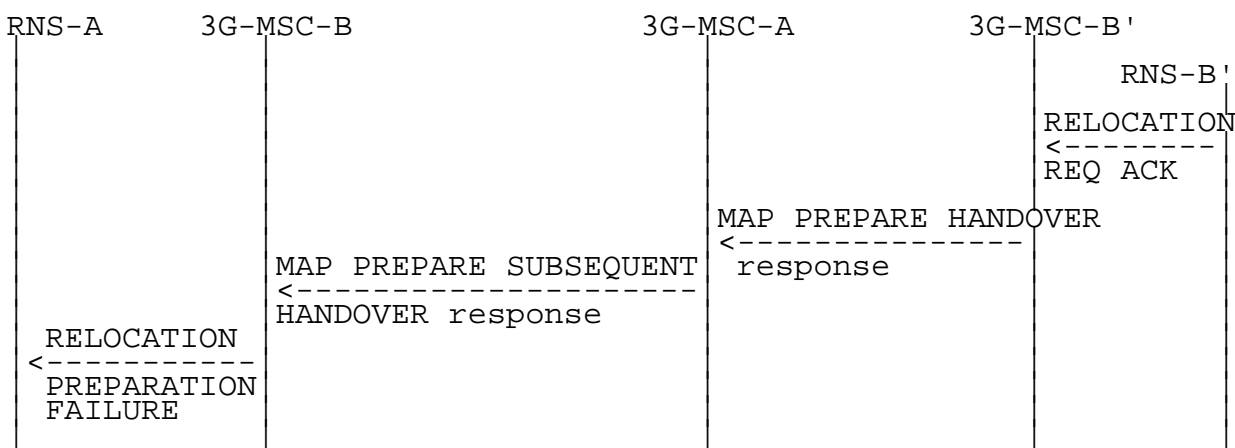 RNS-A 3G-MSC-B 3G-MSC-A 3G-MSC-B'
RNS-B'
RELOCATION
REQ ACK
MAP PREPARE HANDOVER
response
MAP PREPARE SUBSEQUENT
HANDOVER response
RELOCATION
PREPARATION
FAILURE